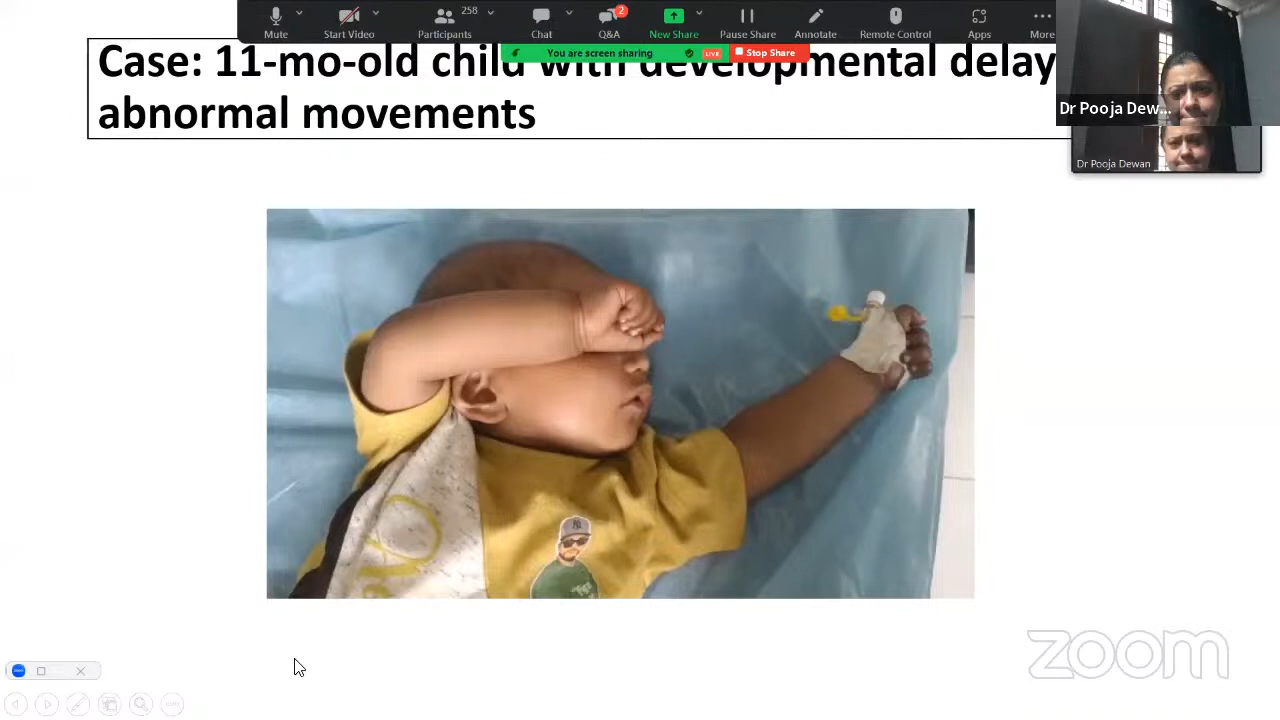 Mute
Start Video
Participants
258
Chat
Q&A
2
New Share
Pause Share
Annotate
Remote Control
Apps
More
You are screen sharing
LIVE
Stop Share
Case: 11-mo-old child with developmental delay
abnormal movements
Dr Pooja Dew...
Dr Pooja Dewan
zoom